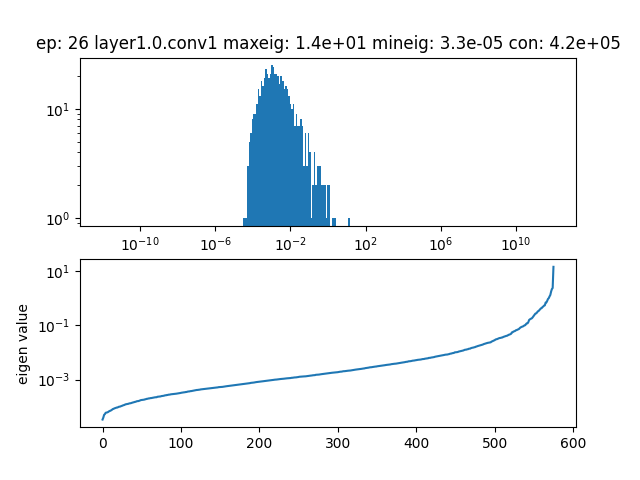 ep: 26 layer1.0.conv1 maxeig: 1.4e+01 mineig: 3.3e-05 con: 4.2e+05
10¹
10⁰
10⁻¹⁰ 10⁻⁶ 10⁻² 10² 10⁶ 10¹⁰
eigen value
10¹
10⁻¹
10⁻³
0 100 200 300 400 500 600